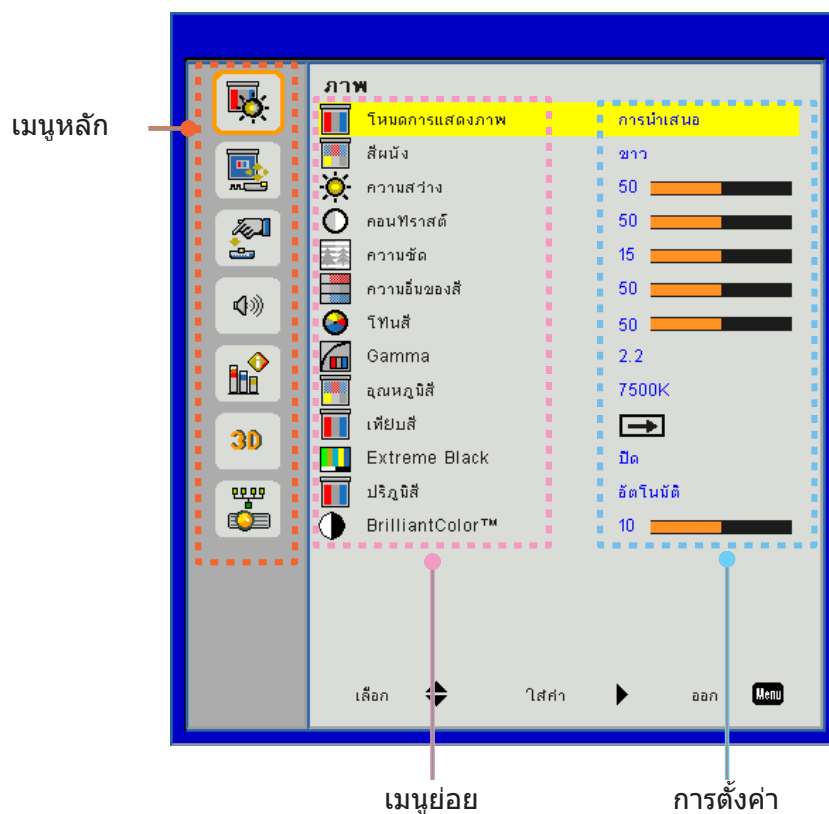 เมนูหลัก
ภาพ
โหมดการแสดงภาพ การนำเสนอ
สีผนัง ขาว
ความสว่าง 50
คอนทิราสต์ 50
ความชัด 15
ความอิ่มของสี 50
โทนสี 50
Gamma 2.2
อุณหภูมิสี 7500K
เทียบสี
Extreme Black ปิด
ปริภูมิสี อัตโนมัติ
BrilliantColor™ 10
3D
เลือก ใส่ค่า ออก Menu
เมนูย่อย การตั้งค่า